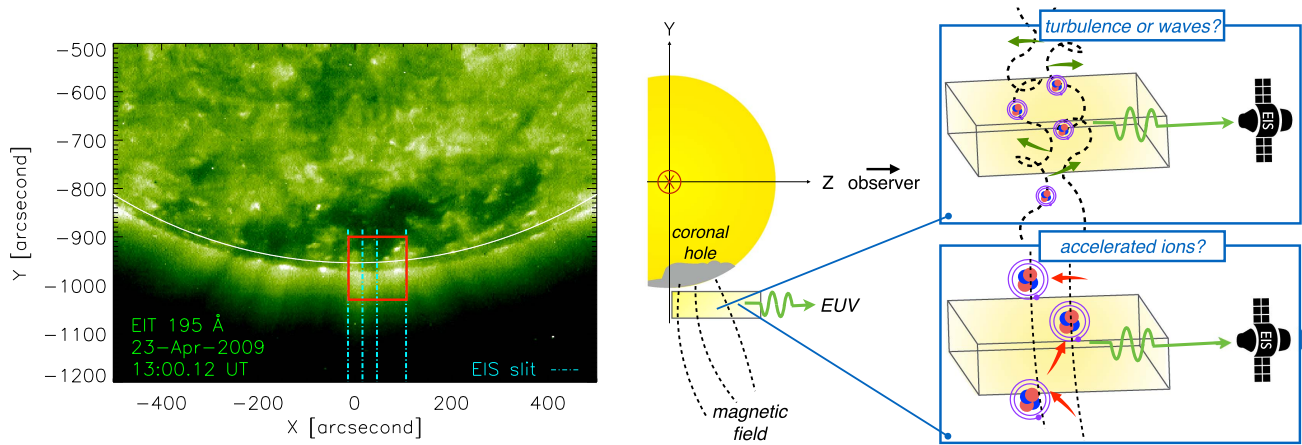 -500
-600
-700
-800
-900
-1000
-1100
-1200
Y [arcsecond]
EIT 195 Å
23-Apr-2009
13:00.12 UT
EIS slit
-400
-200
0
200
400
X [arcsecond]
Y
Z
observer
coronal
hole
EUV
magnetic
field
turbulence or waves?
EIS
accelerated ions?
EIS